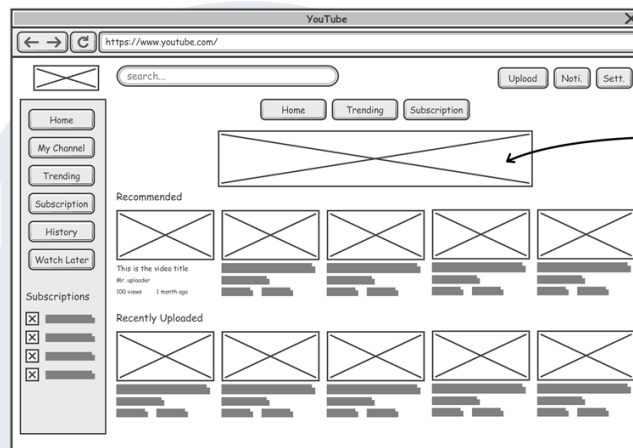 YouTube
https://www.youtube.com/
search...
Upload
Noti.
Sett.
Home
Trending
Subscription
Home
My Channel
Trending
Subscription
History
Watch Later
Subscriptions
Recommended
This is the video title
Mr. uploader
100 views 1 month ago
Recently Uploaded